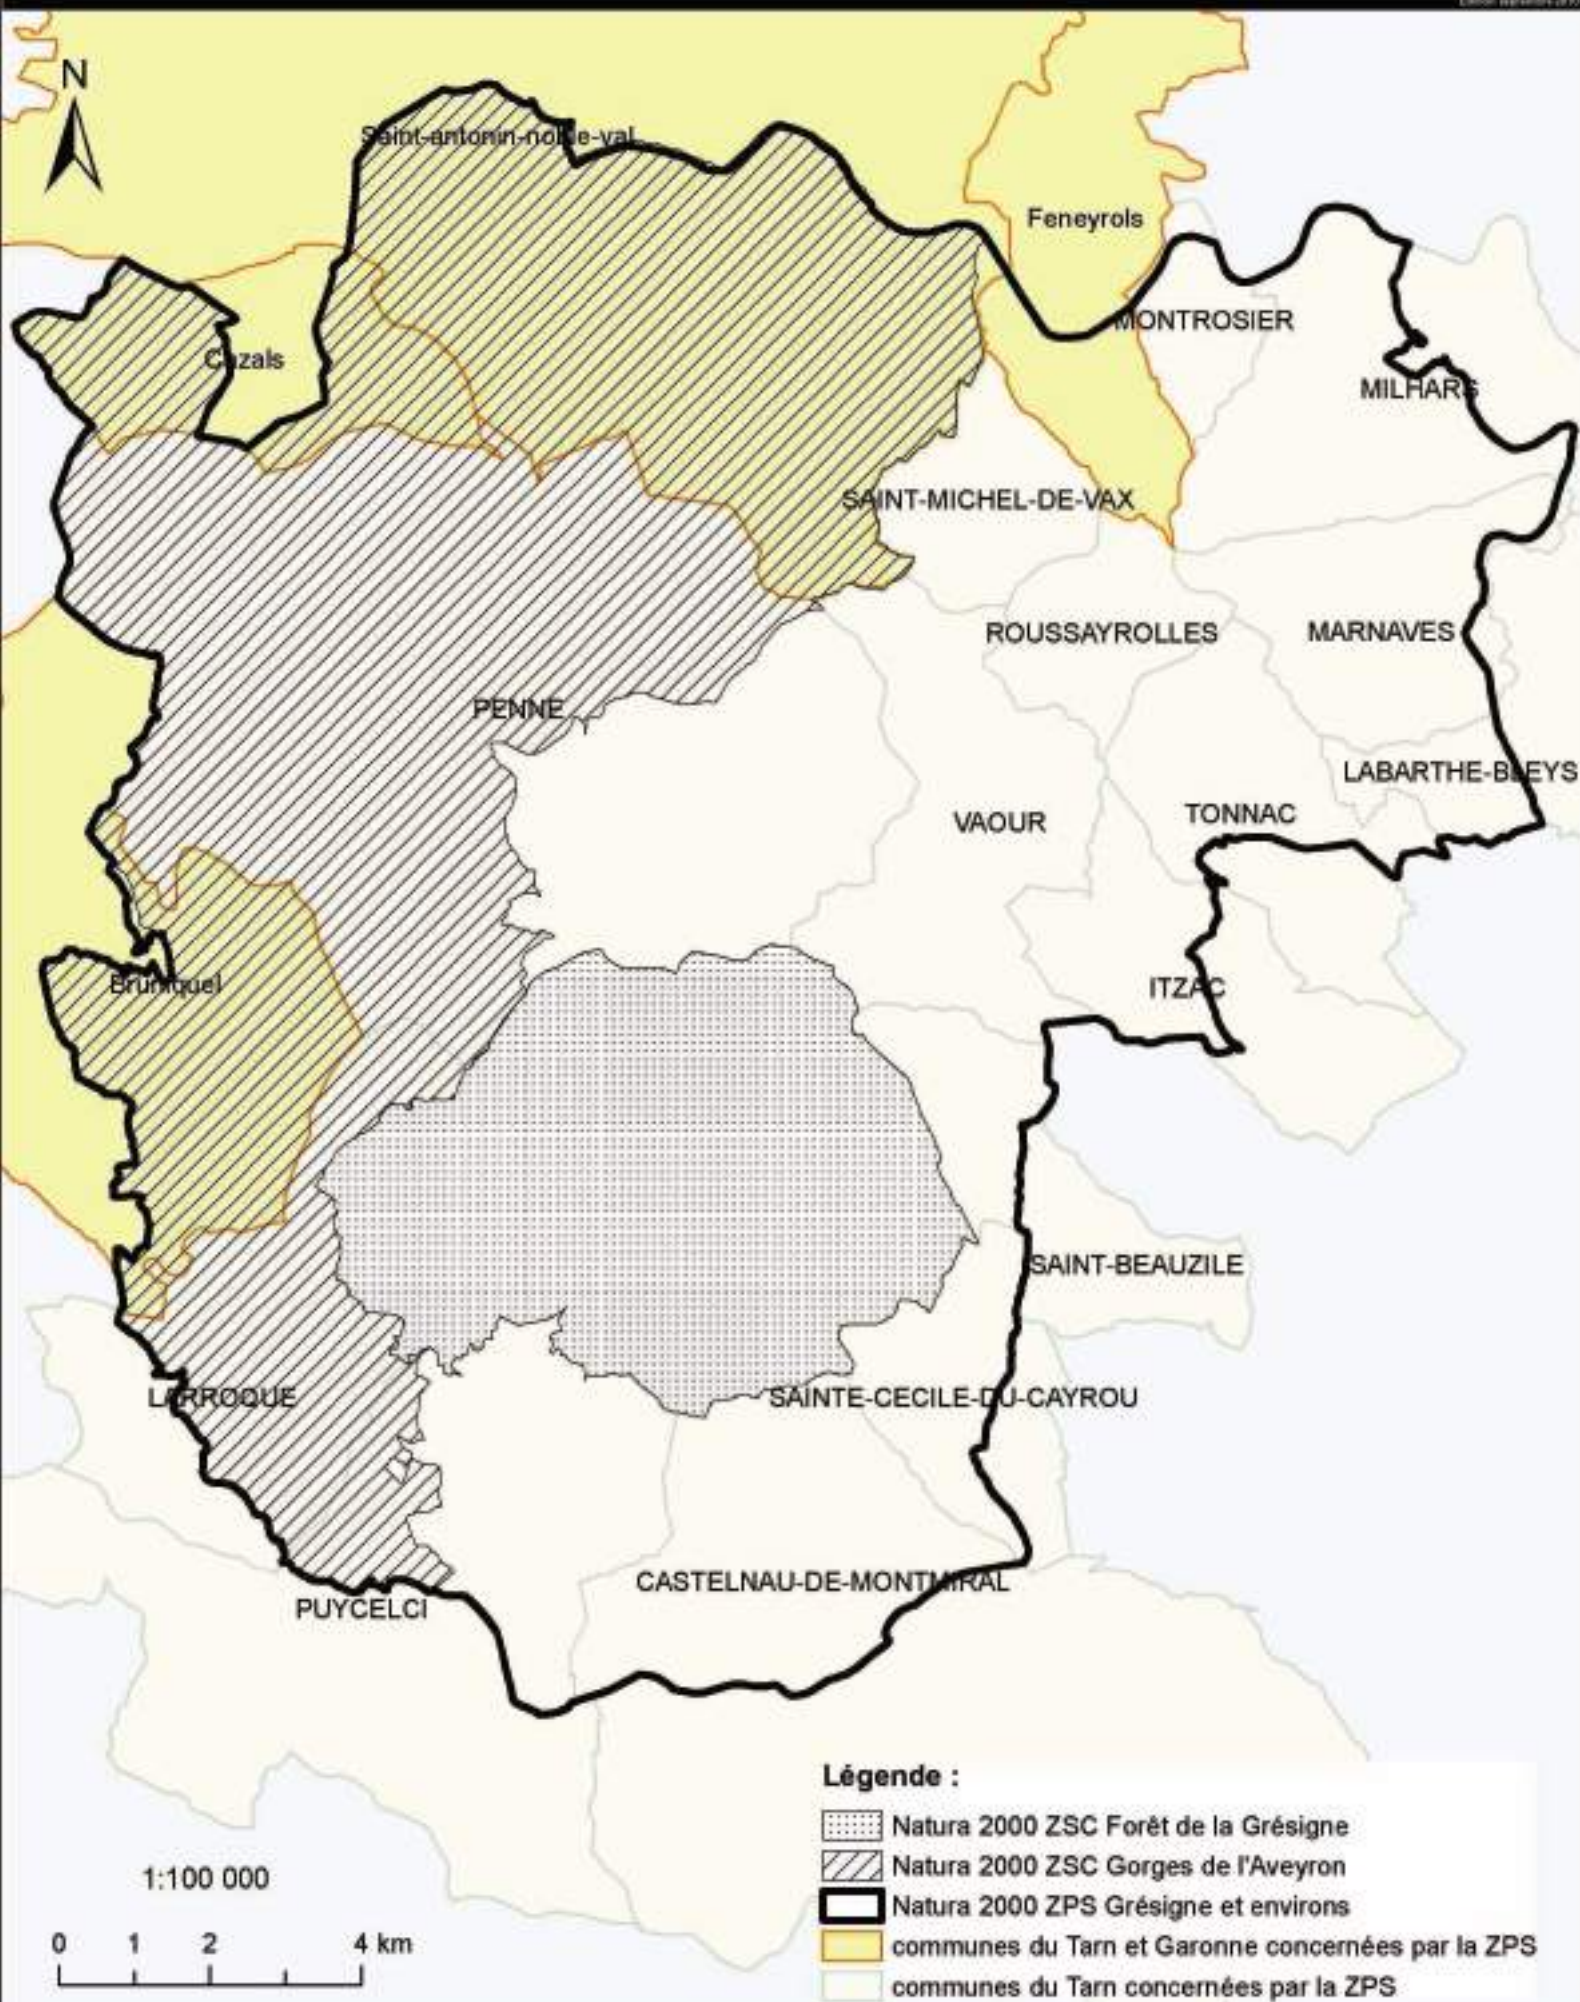 N
Saint-antonin-noble-val
Feneyrols
MONTROSIER
Cazals
MILHARS
SAINT-MICHEL-DE-VAX
ROUSSAYROLLES
MARNAVES
PENNE
LABARTHE-BLEYS
VAOUR
TONNAC
Bruniquel
ITZAC
SAINT-BEAUZILE
LARROQUE
SAINTE-CECILE-DU-CAYROU
CASTELNAU-DE-MONTMIRAL
PUYCELCI
Légende :
Natura 2000 ZSC Forêt de la Grésigne
Natura 2000 ZSC Gorges de l'Aveyron
Natura 2000 ZPS Grésigne et environs
communes du Tarn et Garonne concernées par la ZPS
communes du Tarn concernées par la ZPS
1:100 000
0 1 2 4 km